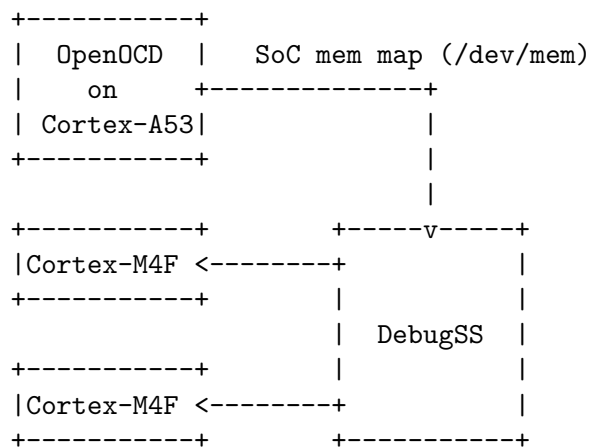 OpenOCD SoC mem map (/dev/mem)
on
Cortex-A53
Cortex-M4F
DebugSS
Cortex-M4F